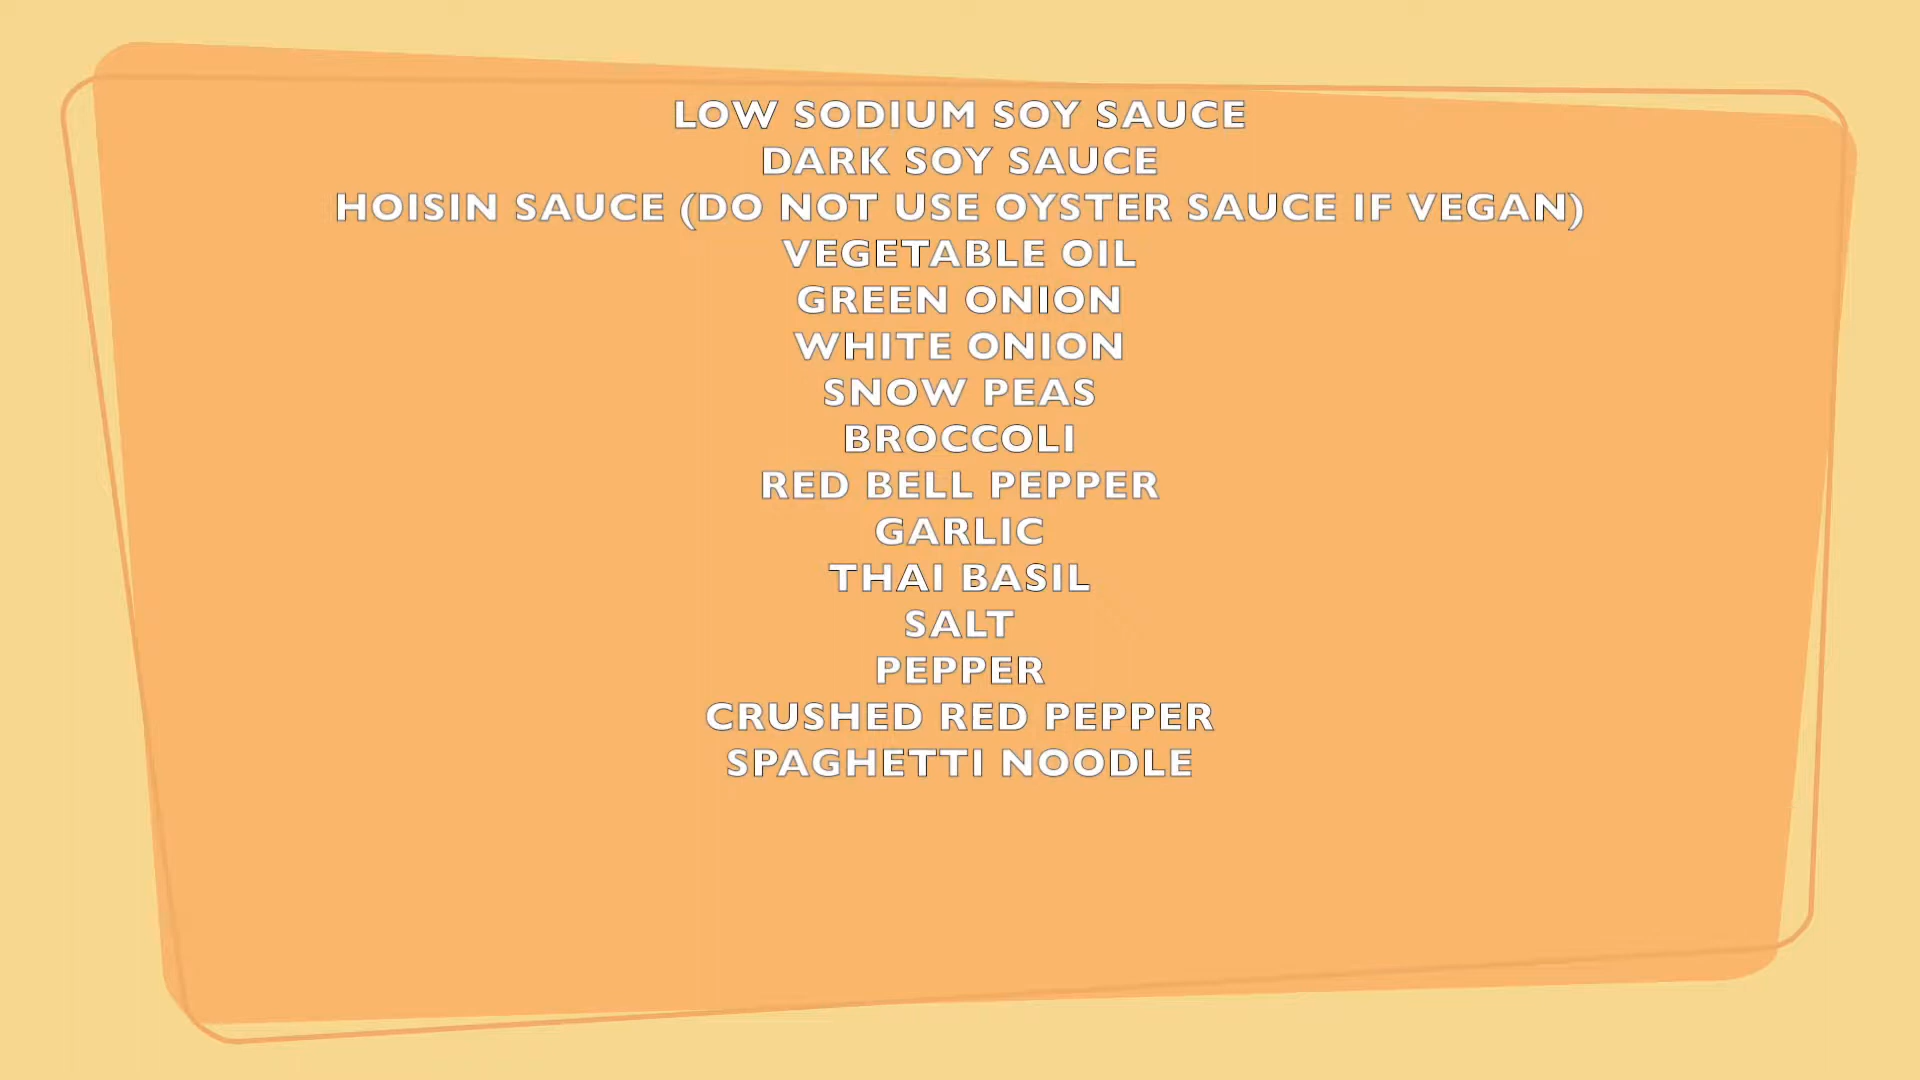 LOW SODIUM SOY SAUCE
DARK SOY SAUCE
HOISIN SAUCE (DO NOT USE OYSTER SAUCE IF VEGAN)
VEGETABLE OIL
GREEN ONION
WHITE ONION
SNOW PEAS
BROCCOLI
RED BELL PEPPER
GARLIC
THAI BASIL
SALT
PEPPER
CRUSHED RED PEPPER
SPAGHETTI NOODLE